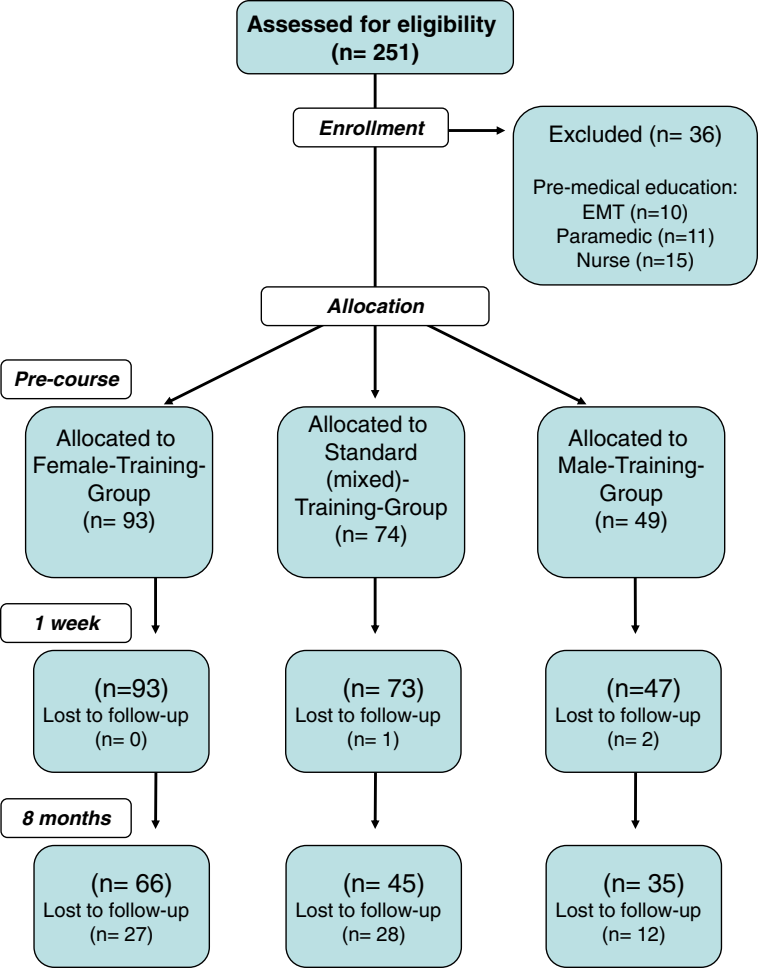 Assessed for eligibility
(n= 251)
Enrollment
Excluded (n= 36)
Pre-medical education:
EMT (n=10)
Paramedic (n=11)
Nurse (n=15)
Allocation
Pre-course
Allocated to
Female-Training-
Group
(n= 93)
Allocated to
Standard
(mixed)-
Training-Group
(n= 74)
Allocated to
Male-Training-
Group
(n= 49)
1 week
(n=93)
Lost to follow-up
(n= 0)
(n= 73)
Lost to follow-up
(n= 1)
(n=47)
Lost to follow-up
(n= 2)
8 months
(n= 66)
Lost to follow-up
(n= 27)
(n= 45)
Lost to follow-up
(n= 28)
(n= 35)
Lost to follow-up
(n= 12)